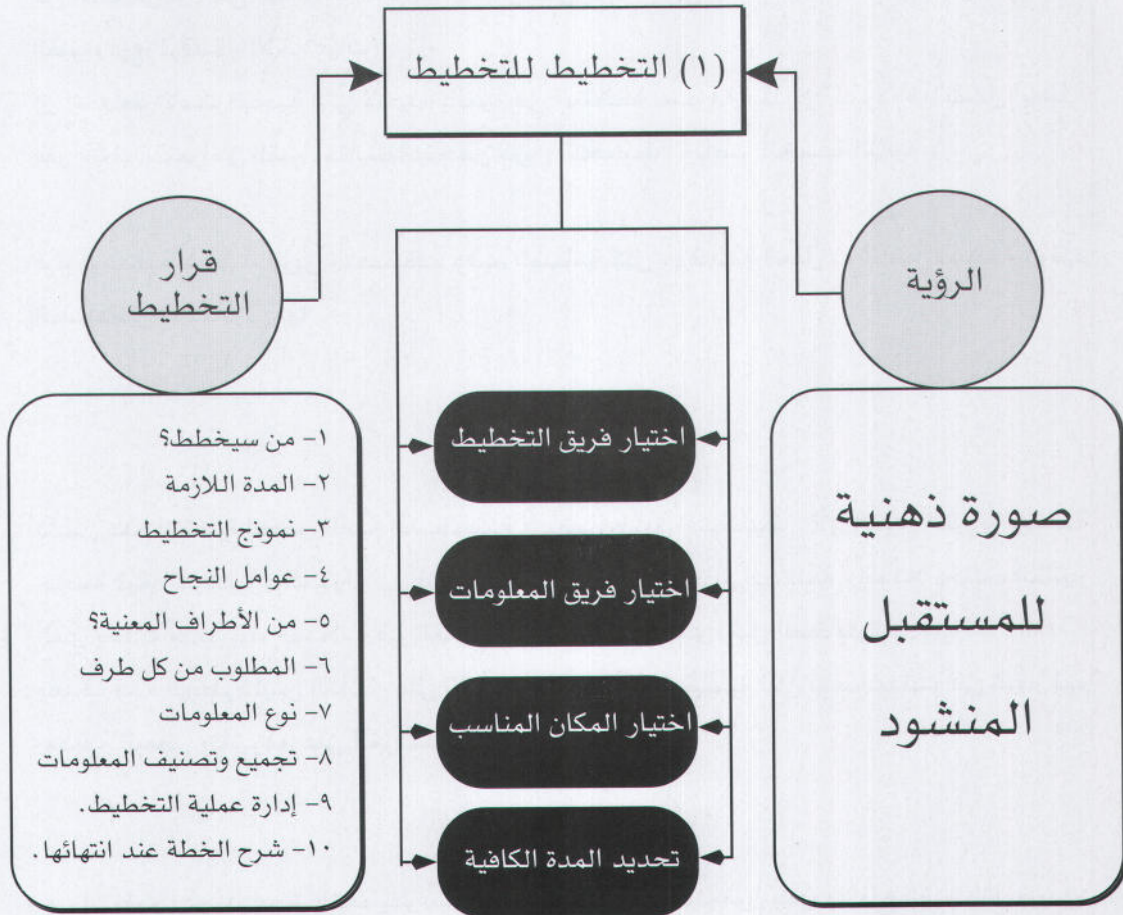 (١) التخطيط للتخطيط
الرؤية
صورة ذهنية
للمستقبل
المنشود
اختيار فريق التخطيط
اختيار فريق المعلومات
اختيار المكان المناسب
تحديد المدة الكافية
قرار
التخطيط
١- من سيخطط؟
٢- المدة اللازمة
٣- نموذج التخطيط
٤- عوامل النجاح
٥- من الأطراف المعنية؟
٦- المطلوب من كل طرف
٧- نوع المعلومات
٨- تجميع وتصنيف المعلومات
٩- إدارة عملية التخطيط.
١٠- شرح الخطة عند انتهائها.